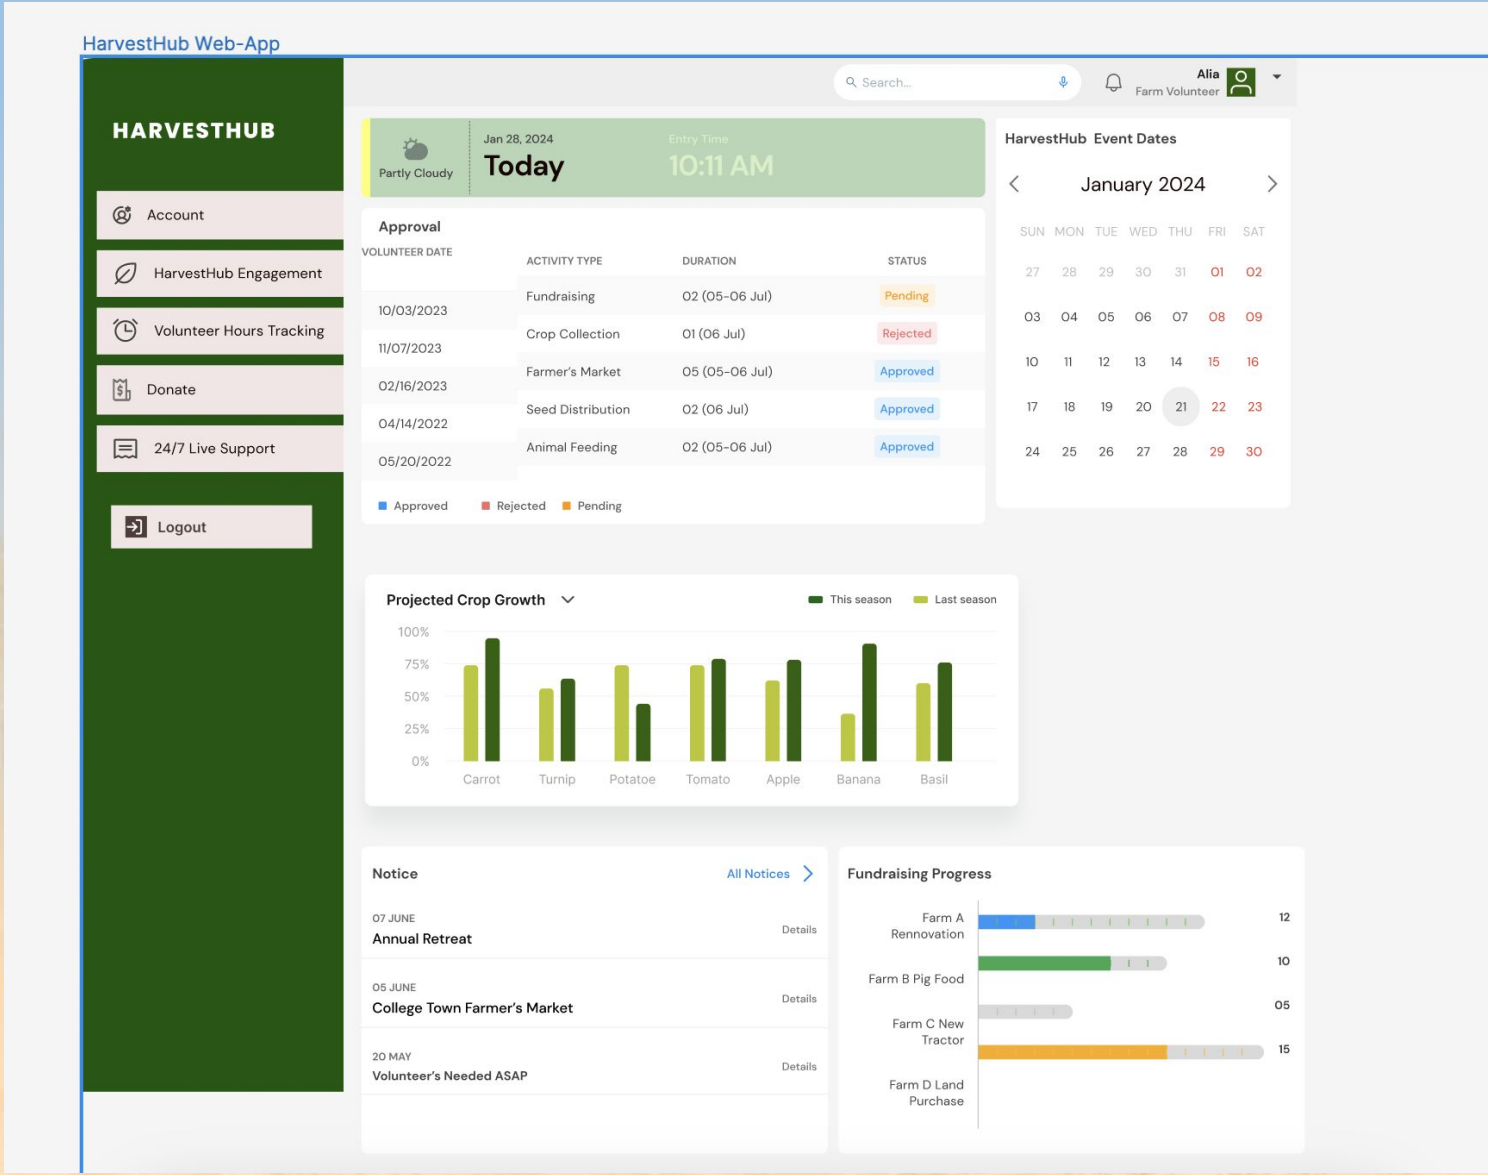 HarvestHub Web-App
HARVESTHUB
Account
HarvestHub Engagement
Volunteer Hours Tracking
Donate
24/7 Live Support
Logout
Search...
Alia
Farm Volunteer
Partly Cloudy
Jan 28, 2024
Today
Entry Time
10:11 AM
Approval
VOLUNTEER DATE ACTIVITY TYPE DURATION STATUS
10/03/2023 Fundraising 02 (05-06 Jul) Pending
11/07/2023 Crop Collection 01 (06 Jul) Rejected
02/16/2023 Farmer's Market 05 (05-06 Jul) Approved
04/14/2022 Seed Distribution 02 (06 Jul) Approved
05/20/2022 Animal Feeding 02 (05-06 Jul) Approved
Approved Rejected Pending
HarvestHub Event Dates
January 2024
SUN MON TUE WED THU FRI SAT
27 28 29 30 31 01 02
03 04 05 06 07 08 09
10 11 12 13 14 15 16
17 18 19 20 21 22 23
24 25 26 27 28 29 30
Projected Crop Growth
This season Last season
100%
75%
50%
25%
0%
Carrot Turnip Potatoe Tomato Apple Banana Basil
Notice
All Notices
07 JUNE
Annual Retreat
Details
05 JUNE
College Town Farmer's Market
Details
20 MAY
Volunteer's Needed ASAP
Details
Fundraising Progress
Farm A
Rennovation
12
Farm B Pig Food
10
Farm C New
Tractor
05
Farm D Land
Purchase
15